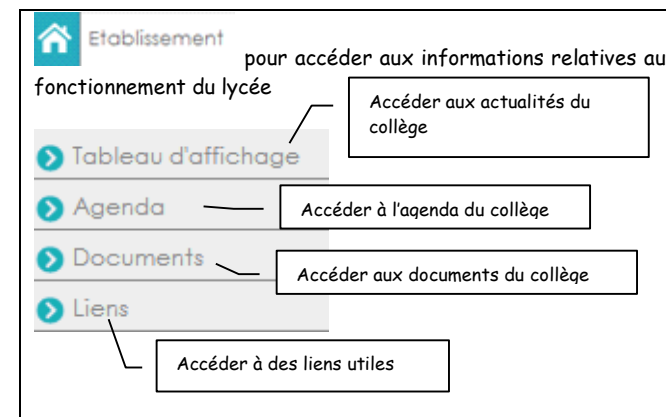 Etablissement
pour accéder aux informations relatives au
fonctionnement du lycée
Accéder aux actualités du
collège
Tableau d'affichage
Agenda
Accéder à l'agenda du collège
Documents
Accéder aux documents du collège
Liens
Accéder à des liens utiles